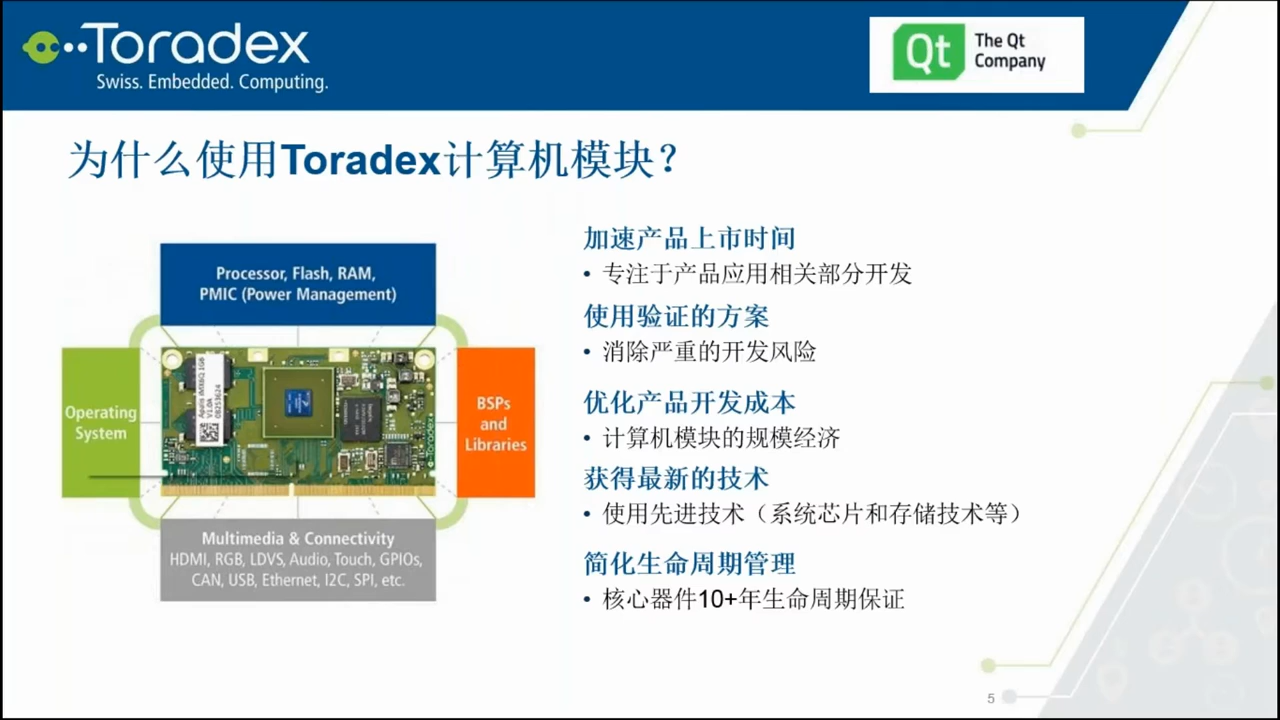 Toradex
Swiss. Embedded. Computing.
Qt
The Qt
Company
为什么使用Toradex计算机模块？
Processor, Flash, RAM,
PMIC (Power Management)
Operating
System
Apalis iMX8Q 1GB
V1.0A
Toradex
BSPs
and
Libraries
Multimedia & Connectivity
HDMI, RGB, LDVS, Audio, Touch, GPIOs,
CAN, USB, Ethernet, I2C, SPI, etc.
加速产品上市时间
• 专注于产品应用相关部分开发
使用验证的方案
• 消除严重的开发风险
优化产品开发成本
• 计算机模块的规模经济
获得最新的技术
• 使用先进技术（系统芯片和存储技术等）
简化生命周期管理
• 核心器件10+年生命周期保证
5